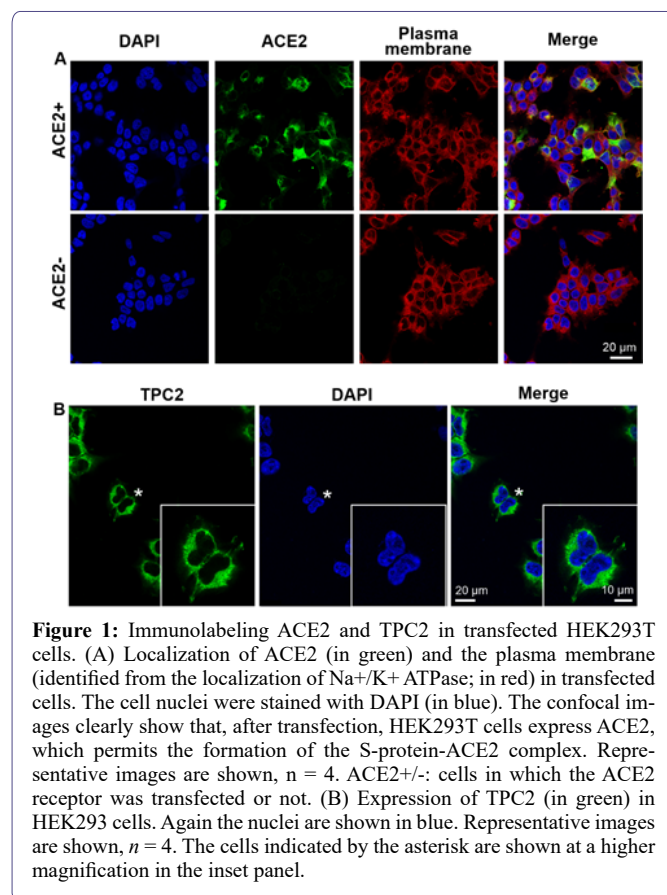 DAPI ACE2 Plasma membrane Merge
A
ACE2+
ACE2-
20 µm
B
TPC2 DAPI Merge
*
*
*
20 µm
10 µm
Figure 1: Immunolabeling ACE2 and TPC2 in transfected HEK293T
cells. (A) Localization of ACE2 (in green) and the plasma membrane
(identified from the localization of Na+/K+ ATPase; in red) in transfected
cells. The cell nuclei were stained with DAPI (in blue). The confocal im-
ages clearly show that, after transfection, HEK293T cells express ACE2,
which permits the formation of the S-protein-ACE2 complex. Repre-
sentative images are shown, n = 4. ACE2+/-: cells in which the ACE2
receptor was transfected or not. (B) Expression of TPC2 (in green) in
HEK293 cells. Again the nuclei are shown in blue. Representative images
are shown, n = 4. The cells indicated by the asterisk are shown at a higher
magnification in the inset panel.